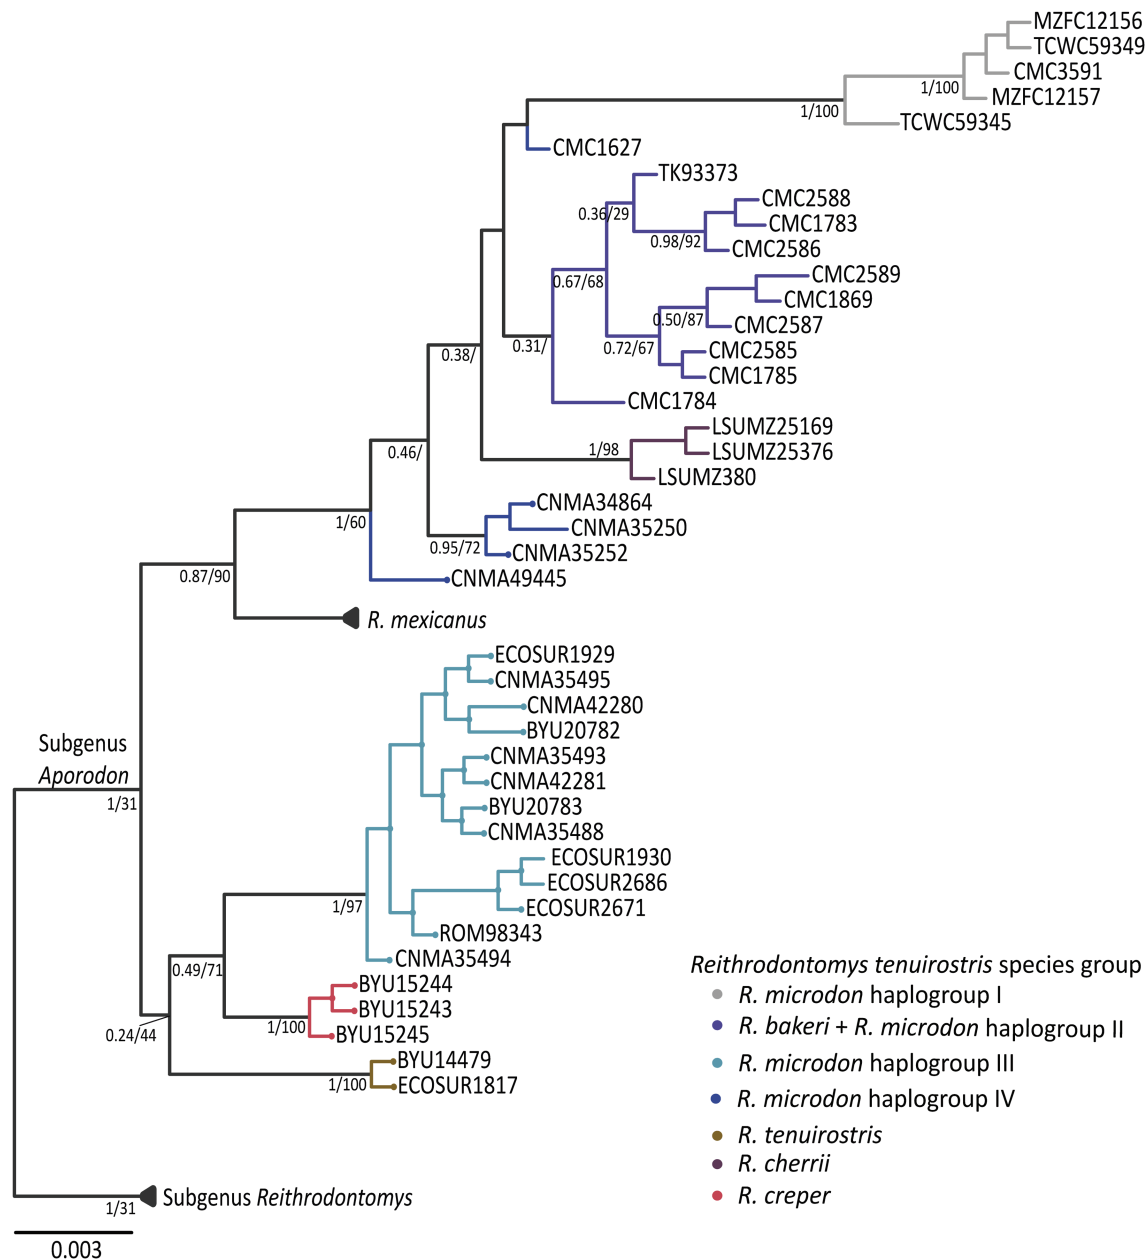 MZFC12156
TCWC59349
CMC3591
1/100
MZFC12157
1/100
TCWC59345
CMC1627
TK93373
CMC2588
0.36/29
CMC1783
0.98/92
CMC2586
CMC2589
0.67/68
CMC1869
0.50/87
CMC2587
0.31/
0.72/67
CMC2585
0.38/
CMC1785
CMC1784
LSUMZ25169
1/98
0.46/
LSUMZ25376
LSUMZ380
CNMA34864
1/60
CNMA35250
0.95/72
CNMA35252
0.87/90
CNMA49445
R. mexicanus
ECOSUR1929
CNMA35495
CNMA42280
BYU20782
Subgenus
Aporodon
1/31
CNMA35493
CNMA42281
BYU20783
CNMA35488
ECOSUR1930
ECOSUR2686
1/97
ECOSUR2671
ROM98343
CNMA35494
0.49/71
BYU15244
BYU15243
1/100
0.24/44
BYU15245
BYU14479
1/100
ECOSUR1817
Reithrodontomys tenuirostris species group
R. microdon haplogroup I
R. bakeri + R. microdon haplogroup II
R. microdon haplogroup III
R. microdon haplogroup IV
R. tenuirostris
R. cherrii
R. creper
1/31
Subgenus Reithrodontomys
0.003